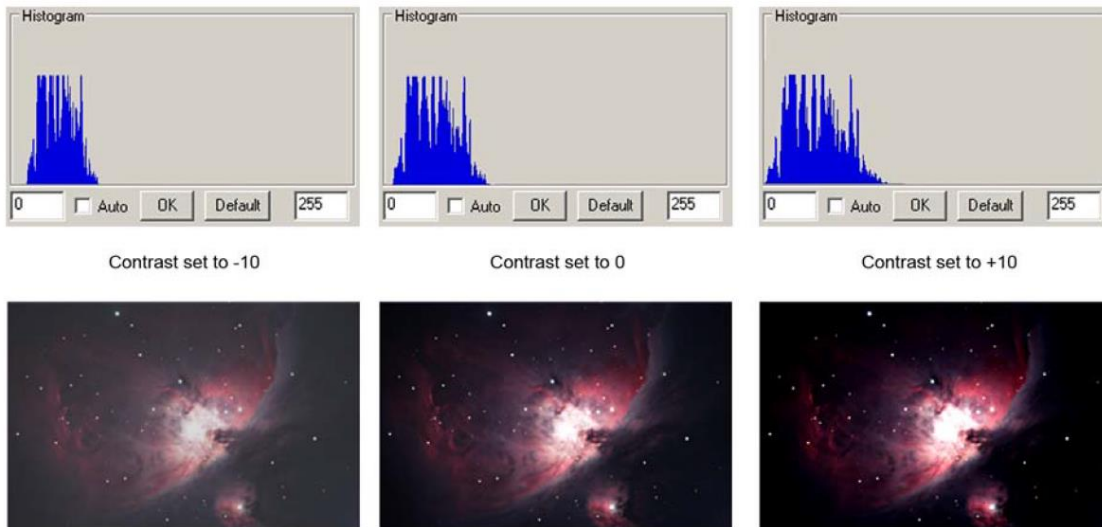 Histogram
0 Auto OK Default 255
Contrast set to -10
Histogram
0 Auto OK Default 255
Contrast set to 0
Histogram
0 Auto OK Default 255
Contrast set to +10